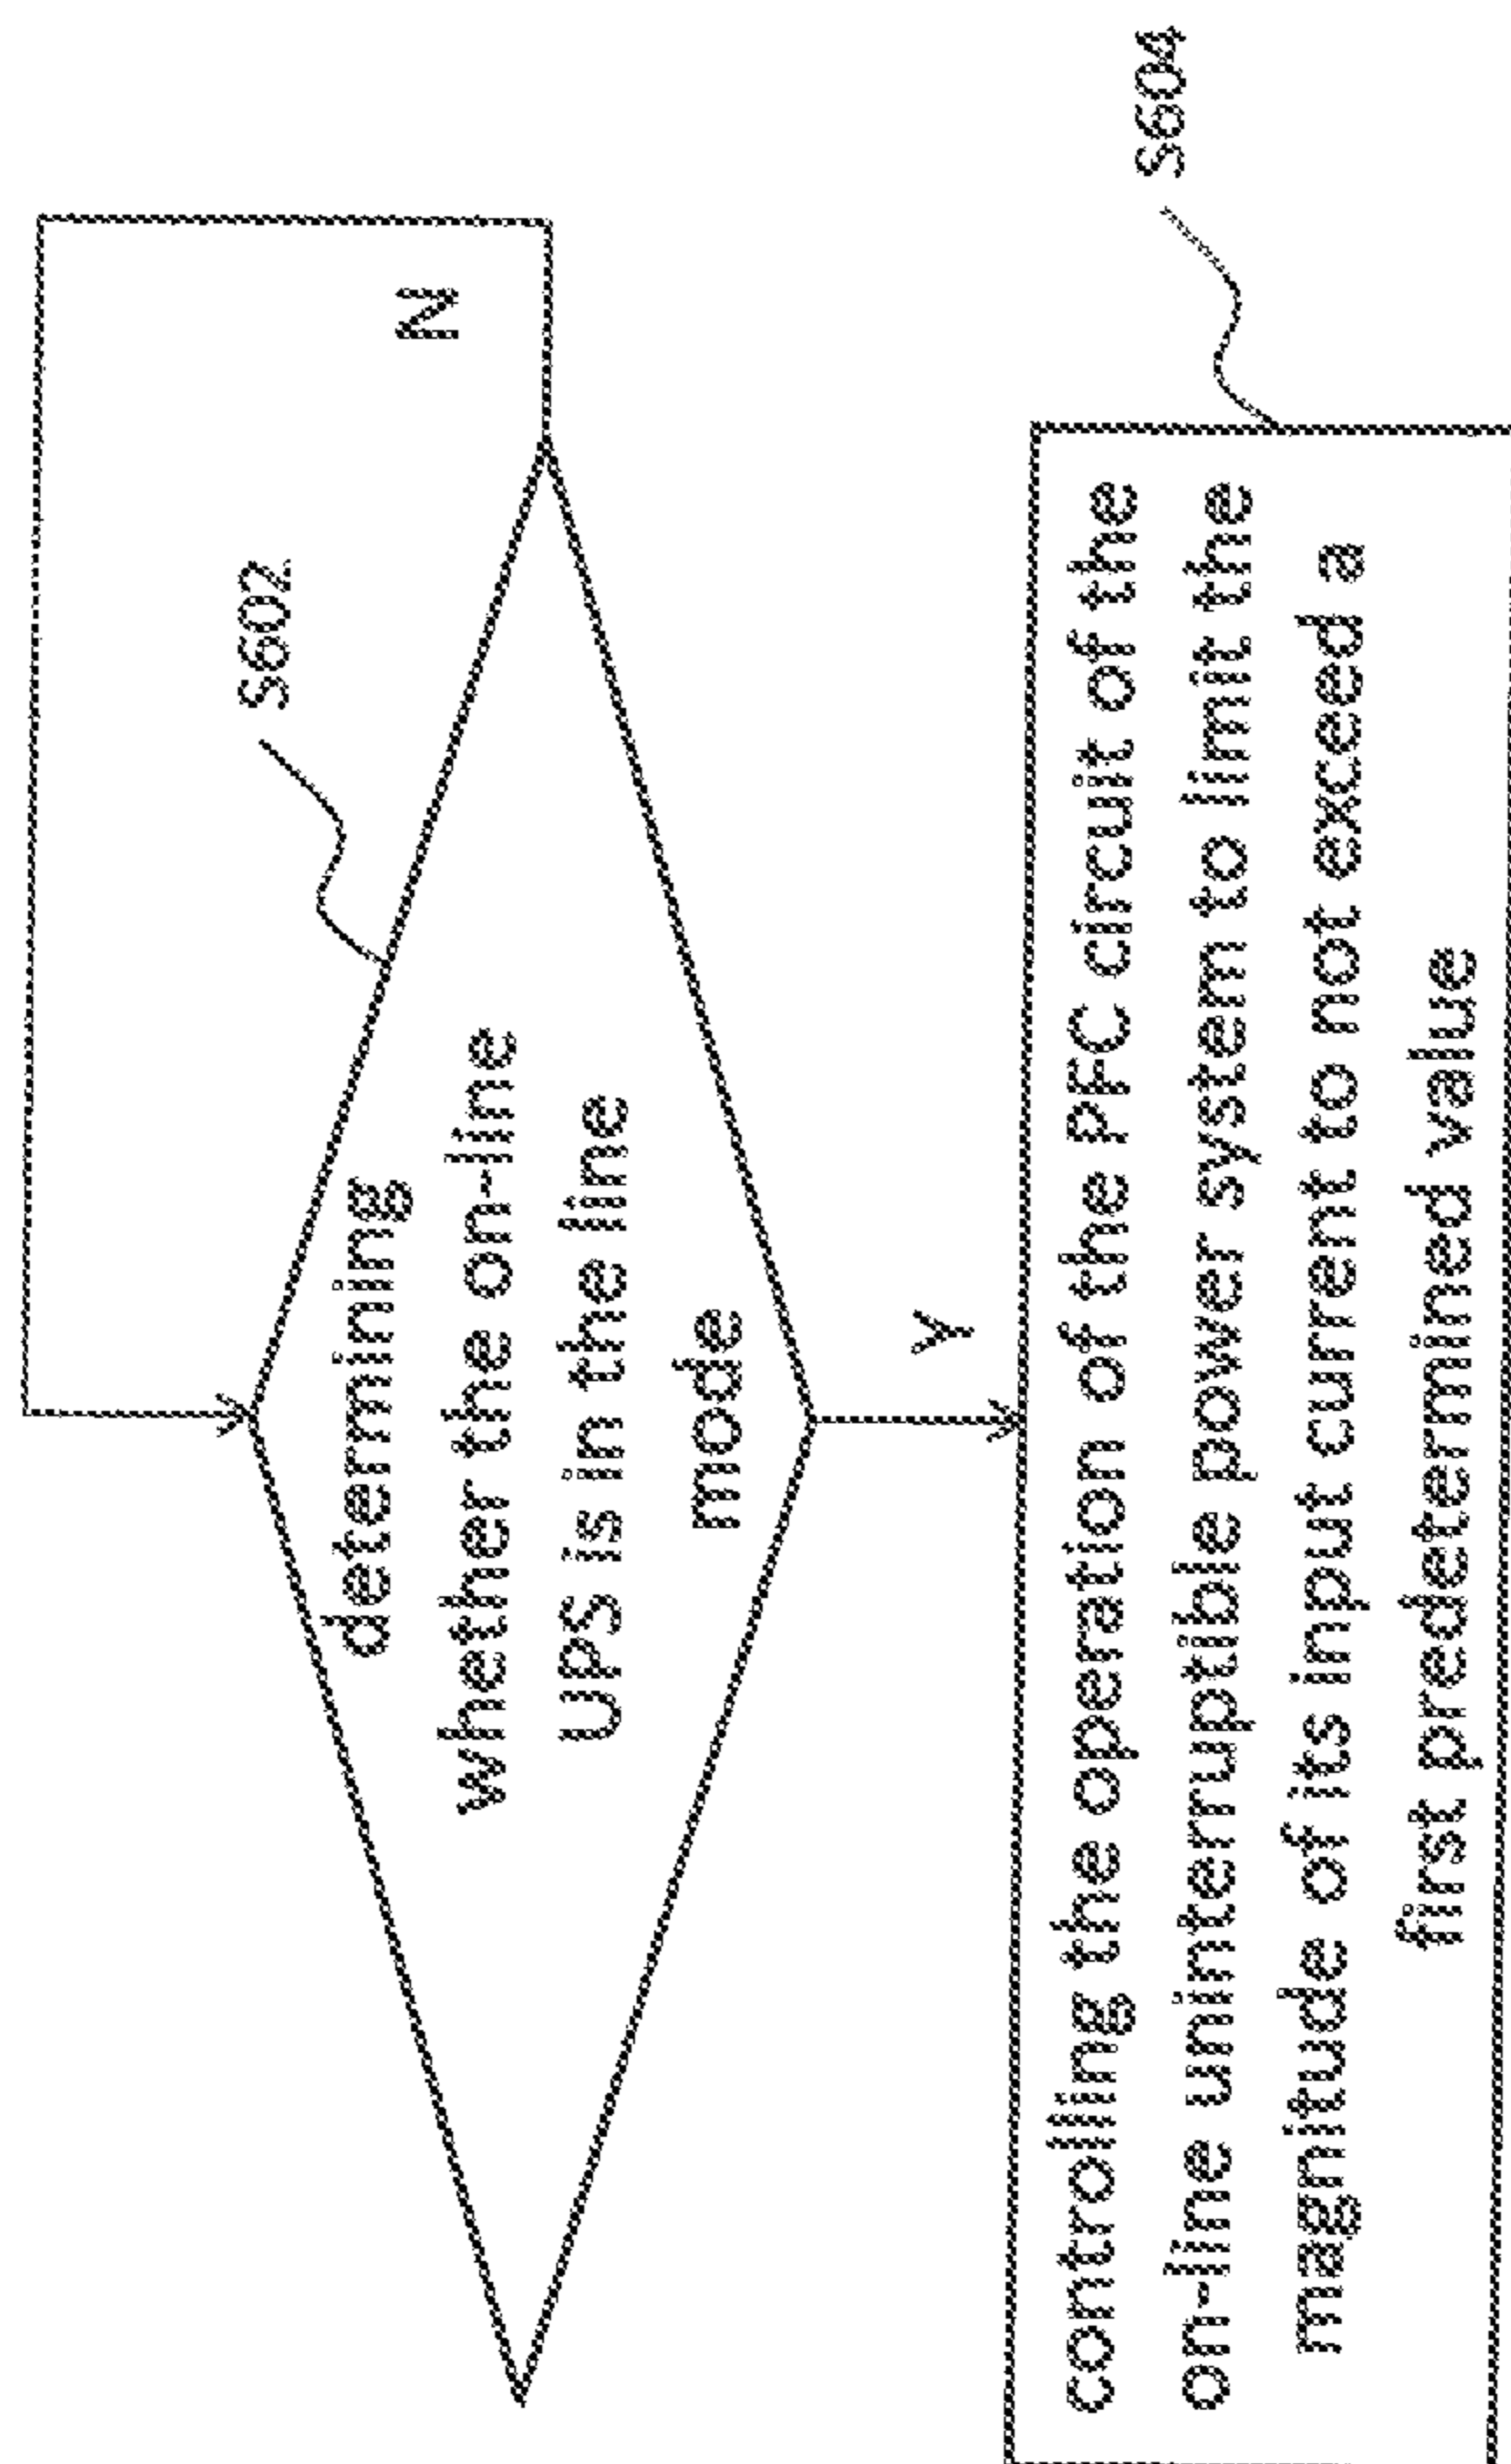 N
S602
determining
whether the on-line
UPS is in the line
mode
Y
S604
controlling the operation of the PFC circuit of the
on-line uninterruptible power system to limit the
magnitude of its input current to not exceed a
first predetermined value